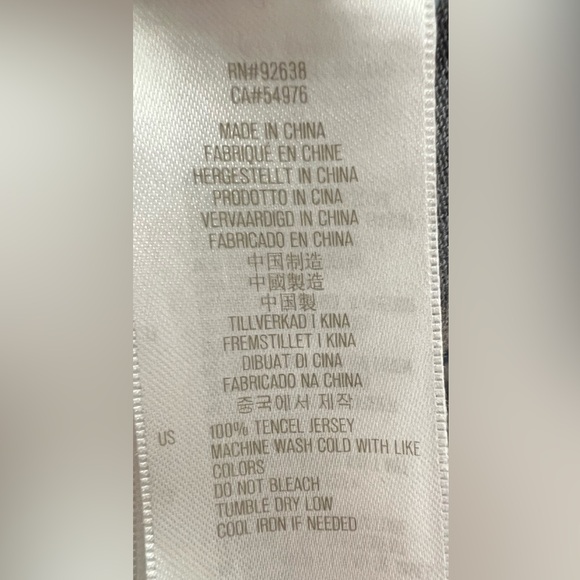 RN#92638
CA#54976
MADE IN CHINA
FABRIQUÉ EN CHINE
HERGESTELLT IN CHINA
PRODOTTO IN CINA
VERVAARDIGD IN CHINA
FABRICADO EN CHINA
中国制造
中國製造
中国製
TILLVERKAD I KINA
FREMSTILLET I KINA
DIBUAT DI CINA
FABRICADO NA CHINA
중국에서 제작
US 100% TENCEL JERSEY
MACHINE WASH COLD WITH LIKE
COLORS
DO NOT BLEACH
TUMBLE DRY LOW
COOL IRON IF NEEDED